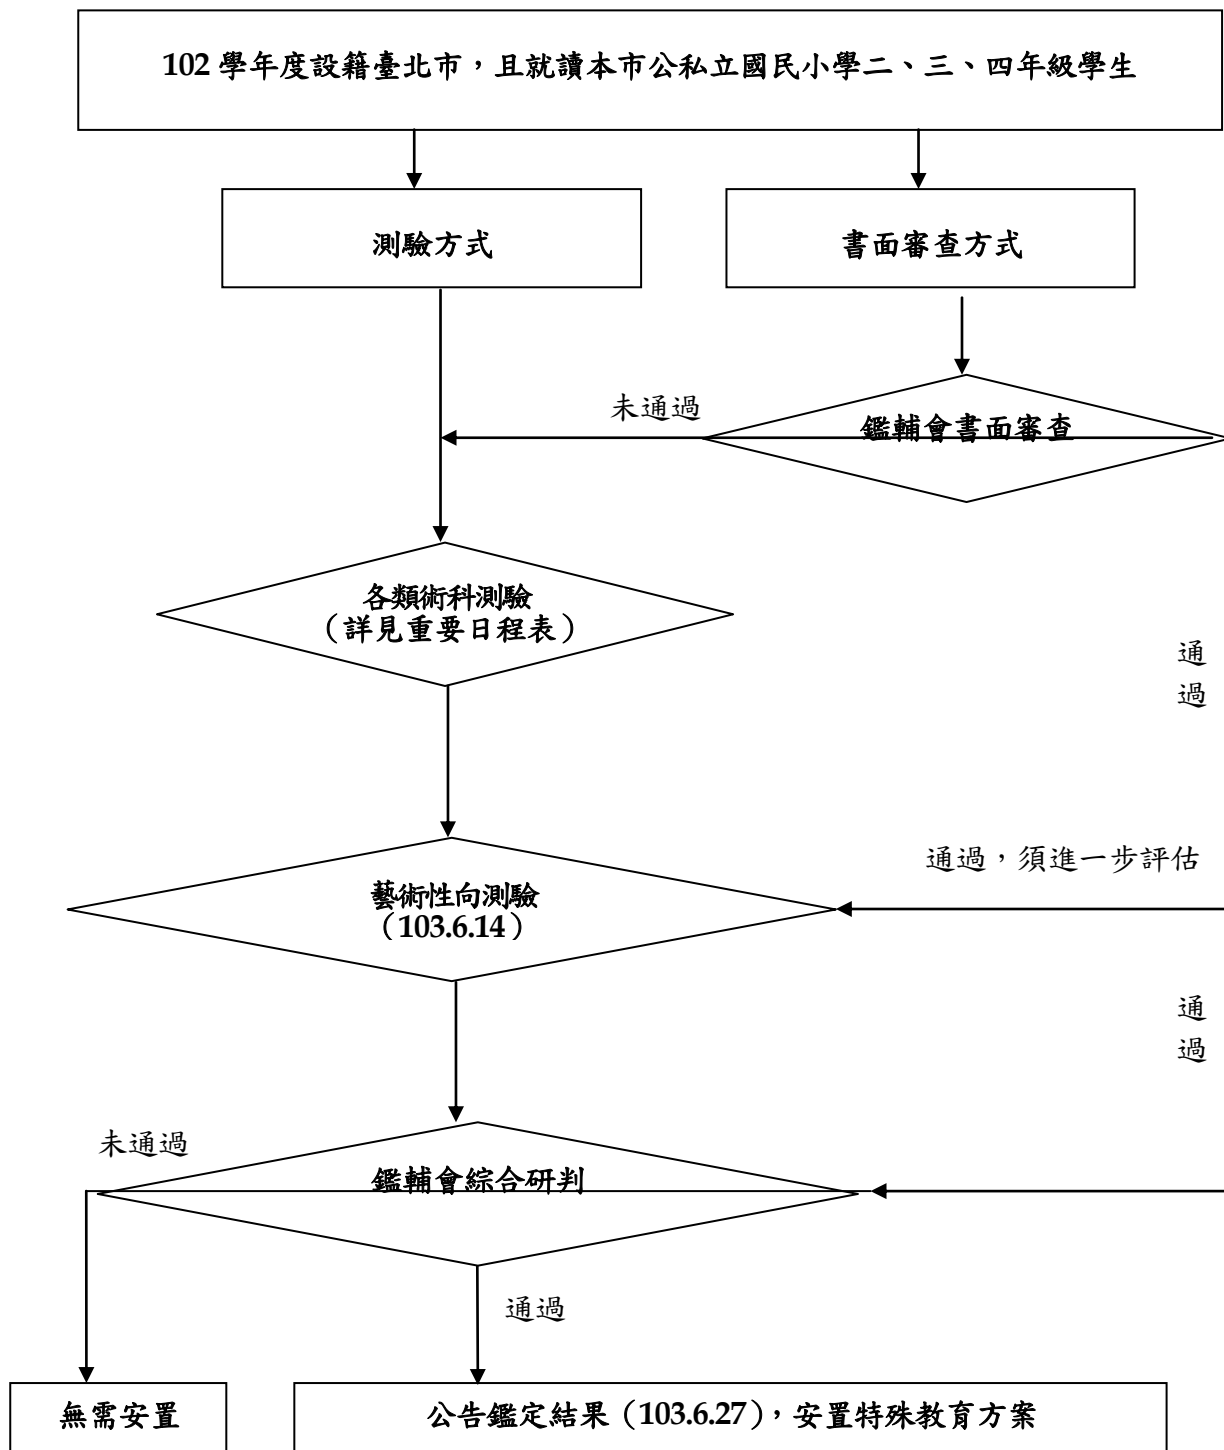 102 學年度設籍臺北市，且就讀本市公私立國民小學二、三、四年級學生
測驗方式
書面審查方式
未通過
鑑輔會書面審查
各類術科測驗
（詳見重要日程表）
通
過
通過，須進一步評估
藝術性向測驗
（103.6.14）
通
過
未通過
鑑輔會綜合研判
通過
無需安置
公告鑑定結果（103.6.27），安置特殊教育方案